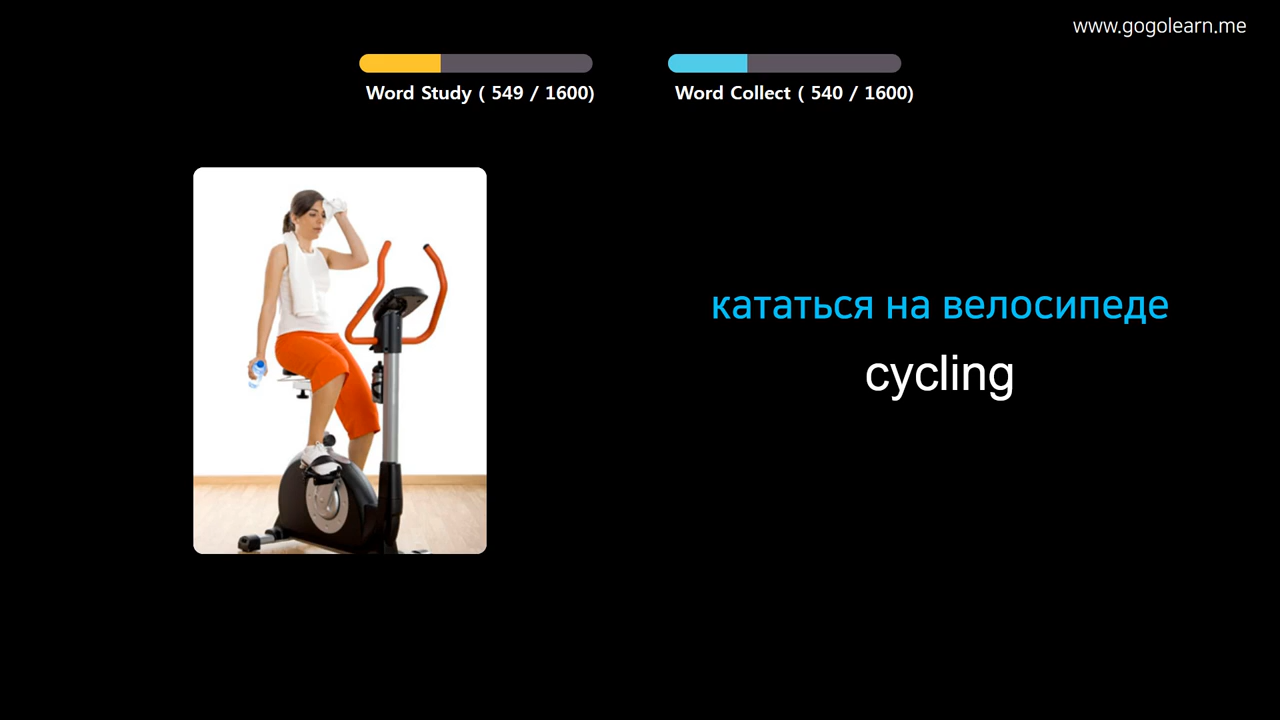 www.gogolearn.me
Word Study ( 549 / 1600)
Word Collect ( 540 / 1600)
кататься на велосипеде
cycling